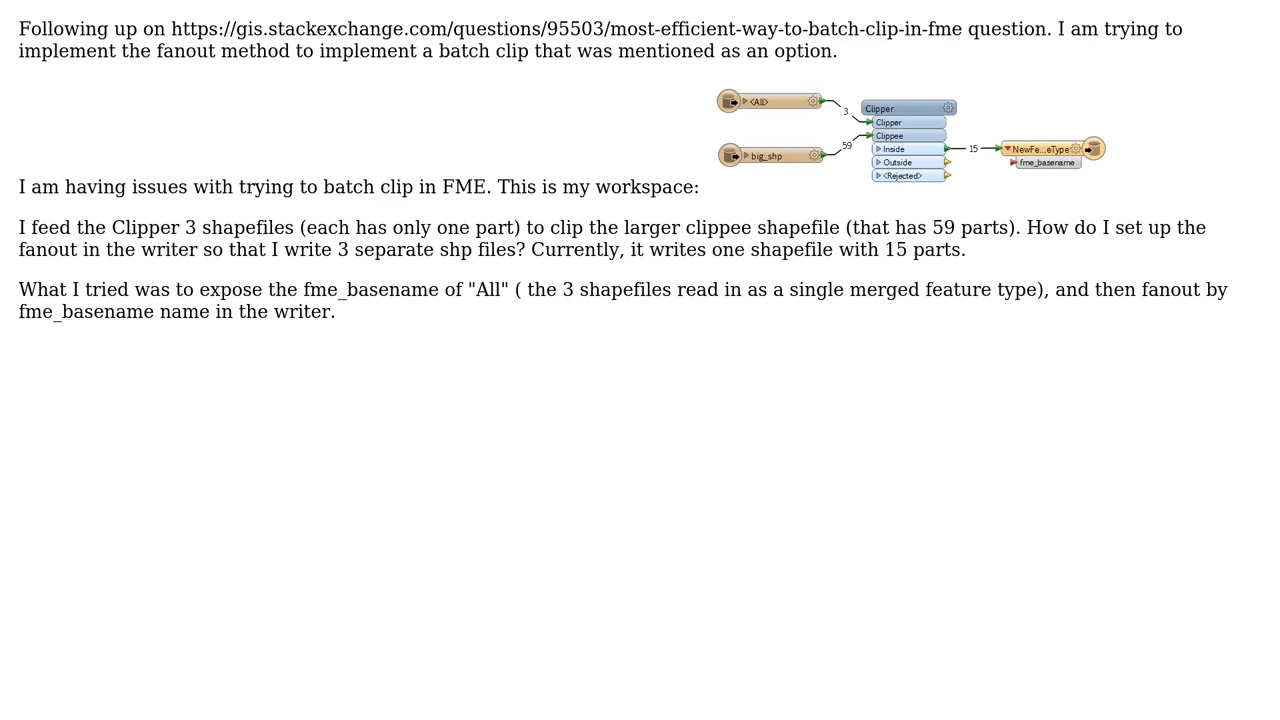 Following up on https://gis.stackexchange.com/questions/95503/most-efficient-way-to-batch-clip-in-fme question. I am trying to
implement the fanout method to implement a batch clip that was mentioned as an option.
<All>
3
Clipper
Clipper
Clippee
big_shp
59
Inside
15
NewFe...eType
Outside
fme_basename
<Rejected>
I am having issues with trying to batch clip in FME. This is my workspace:
I feed the Clipper 3 shapefiles (each has only one part) to clip the larger clippee shapefile (that has 59 parts). How do I set up the
fanout in the writer so that I write 3 separate shp files? Currently, it writes one shapefile with 15 parts.
What I tried was to expose the fme_basename of "All" ( the 3 shapefiles read in as a single merged feature type), and then fanout by
fme_basename name in the writer.